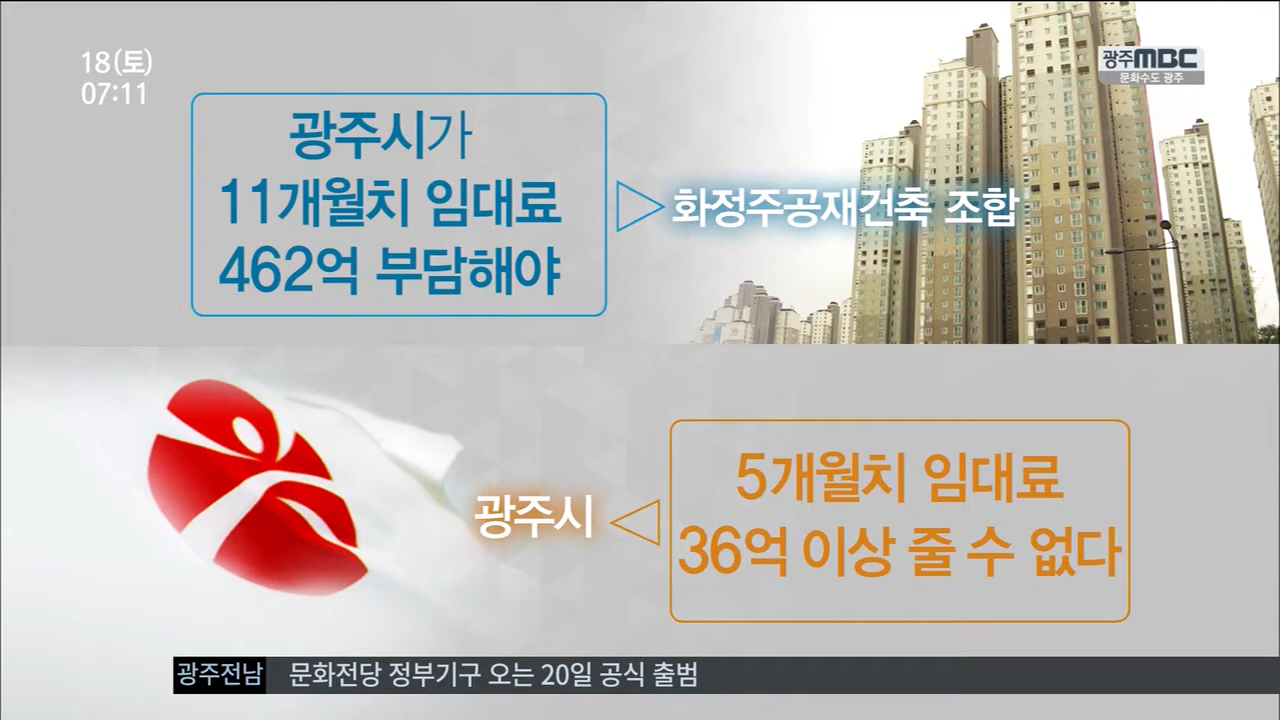 18(토)
07:11
광주MBC
문화수도 광주
광주시가
11개월치 임대료
462억 부담해야
화정주공재건축 조합
5개월치 임대료
36억 이상 줄 수 없다
광주시
광주전남 문화전당 정부기구 오는 20일 공식 출범